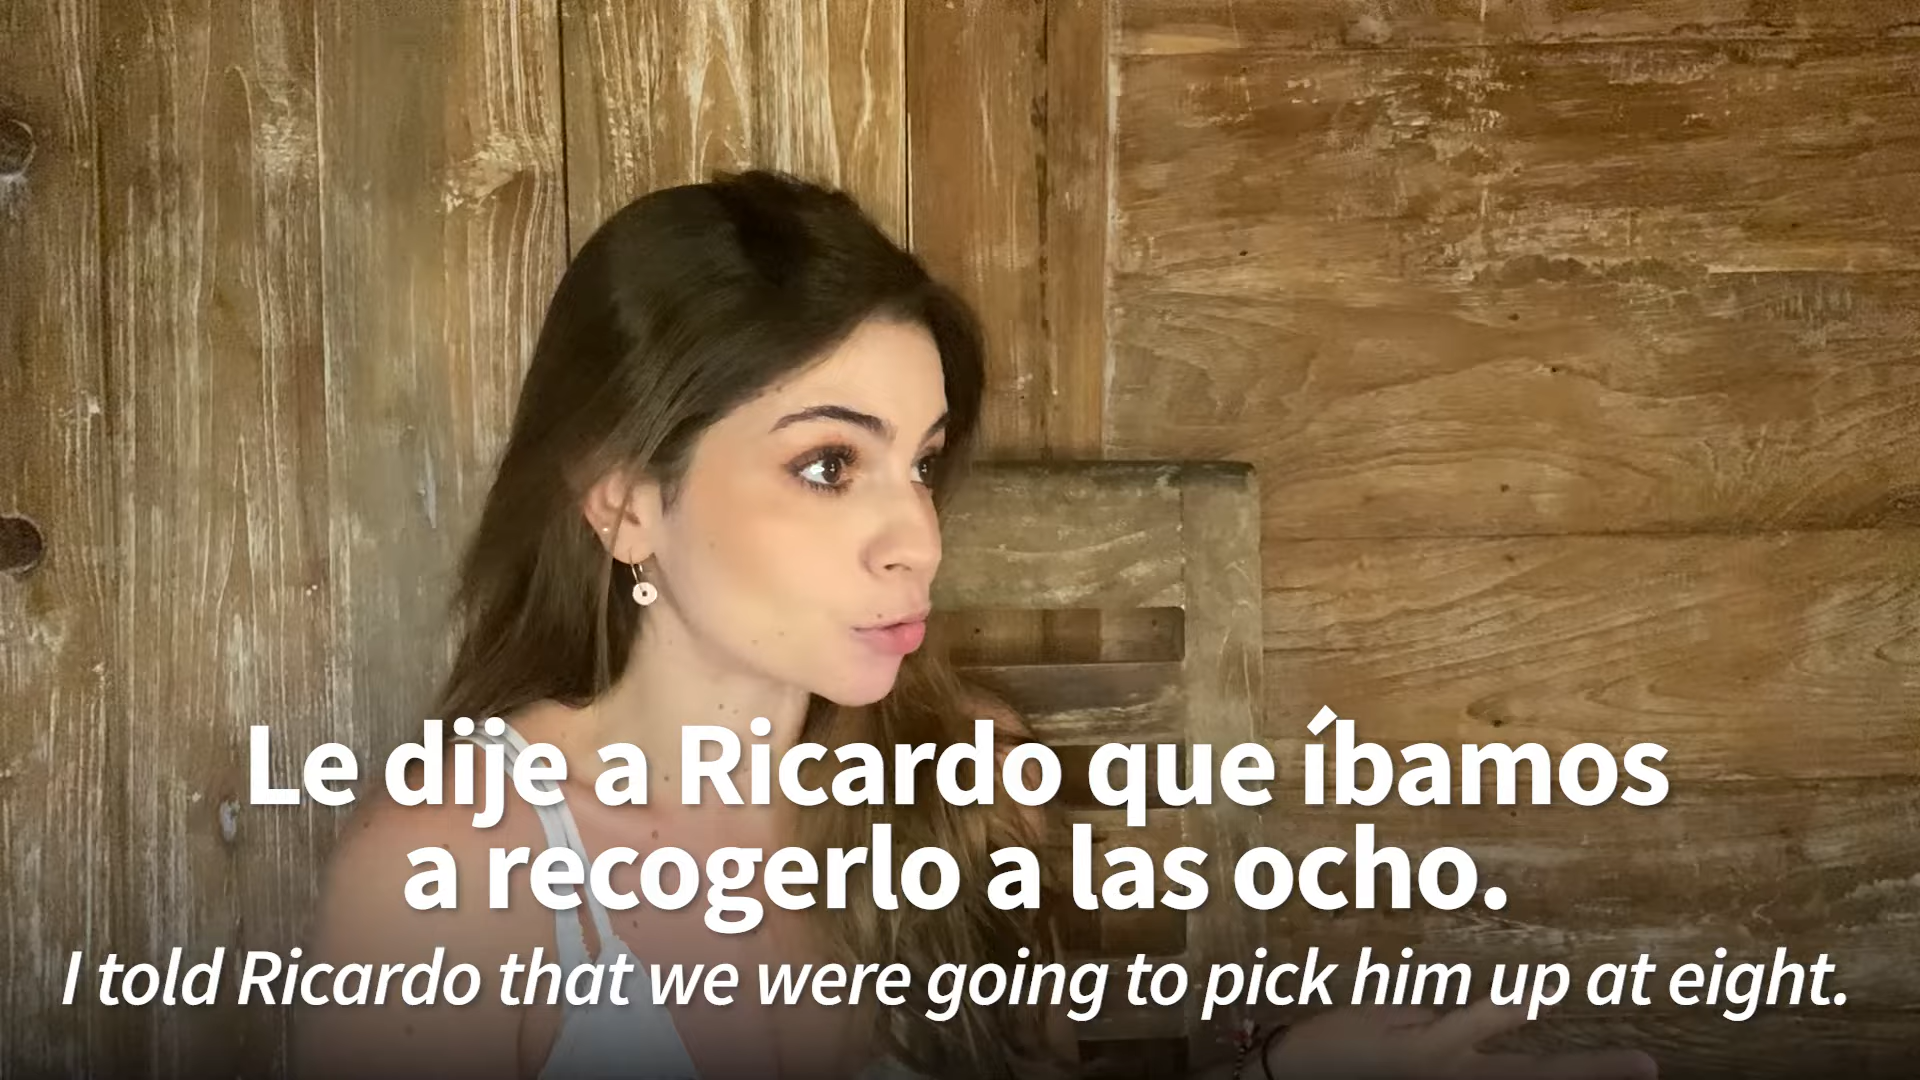 Le dije a Ricardo que íbamos
a recogerlo a las ocho.
I told Ricardo that we were going to pick him up at eight.